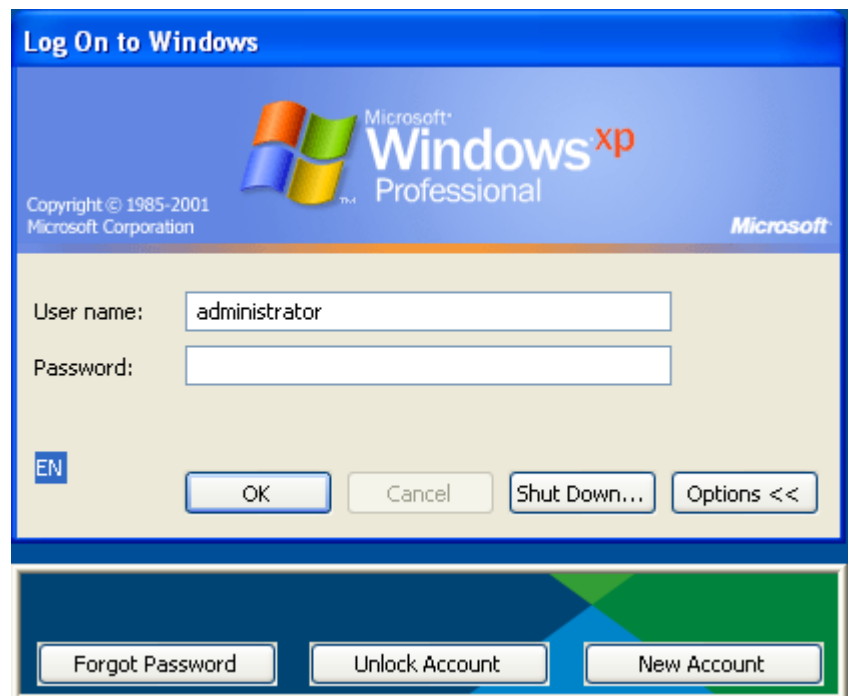 Log On to Windows
Microsoft®
Windows xp
Professional
TM
Copyright © 1985-2001
Microsoft Corporation
Microsoft®
User name: administrator
Password:
EN
OK Cancel Shut Down... Options <<
Forgot Password Unlock Account New Account